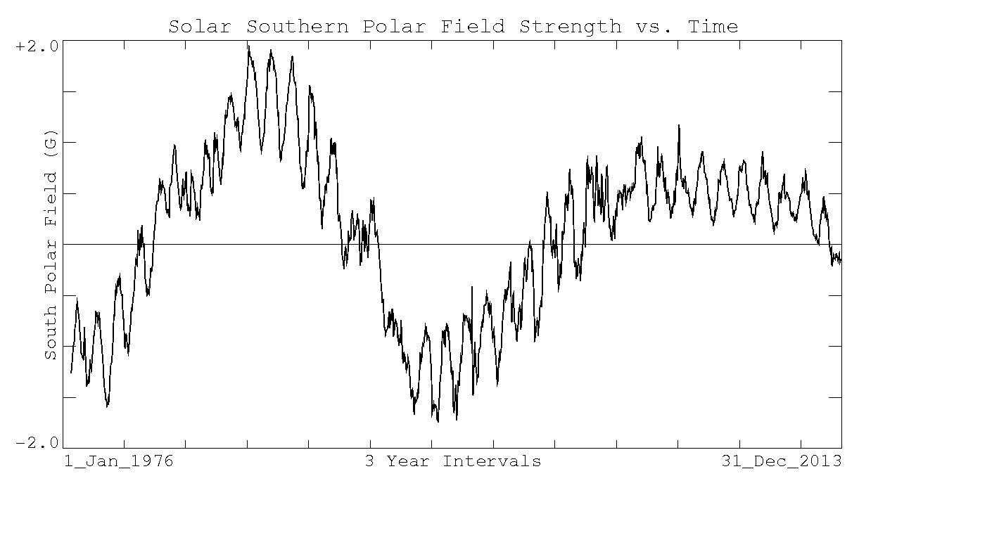 Solar Southern Polar Field Strength vs. Time
+2.0
South Polar Field (G)
-2.0
1_Jan_1976
3 Year Intervals
31_Dec_2013